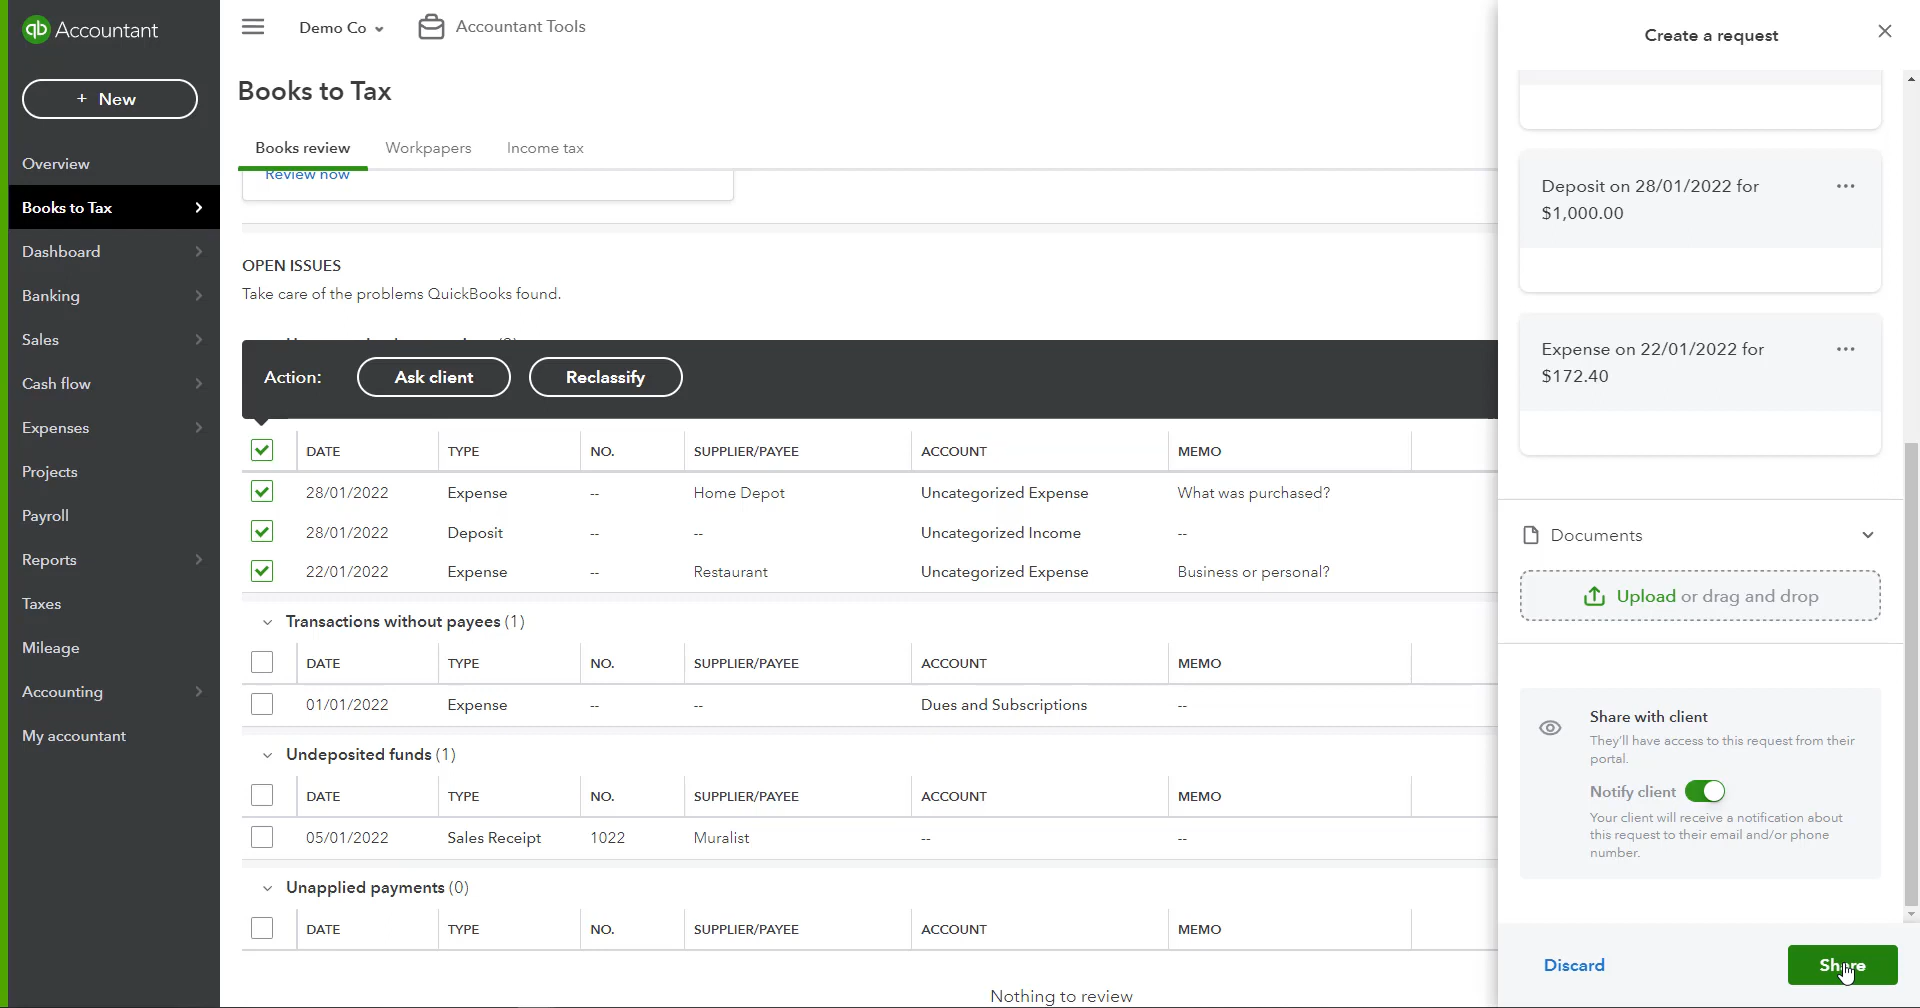 qb Accountant
+ New
Overview
Books to Tax
Dashboard
Banking
Sales
Cash flow
Expenses
Projects
Payroll
Reports
Taxes
Mileage
Accounting
My accountant
Demo Co
Accountant Tools
Books to Tax
Books review Workpapers Income tax
Review now
OPEN ISSUES
Take care of the problems QuickBooks found.
Action: Ask client Reclassify
DATE TYPE NO. SUPPLIER/PAYEE ACCOUNT MEMO
28/01/2022 Expense -- Home Depot Uncategorized Expense What was purchased?
28/01/2022 Deposit -- -- Uncategorized Income --
22/01/2022 Expense -- Restaurant Uncategorized Expense Business or personal?
Transactions without payees (1)
DATE TYPE NO. SUPPLIER/PAYEE ACCOUNT MEMO
01/01/2022 Expense -- -- Dues and Subscriptions --
Undeposited funds (1)
DATE TYPE NO. SUPPLIER/PAYEE ACCOUNT MEMO
05/01/2022 Sales Receipt 1022 Muralist -- --
Unapplied payments (0)
DATE TYPE NO. SUPPLIER/PAYEE ACCOUNT MEMO
Nothing to review
Create a request
Deposit on 28/01/2022 for
$1,000.00
Expense on 22/01/2022 for
$172.40
Documents
Upload or drag and drop
Share with client
They'll have access to this request from their
portal.
Notify client
Your client will receive a notification about
this request to their email and/or phone
number.
Discard
Share